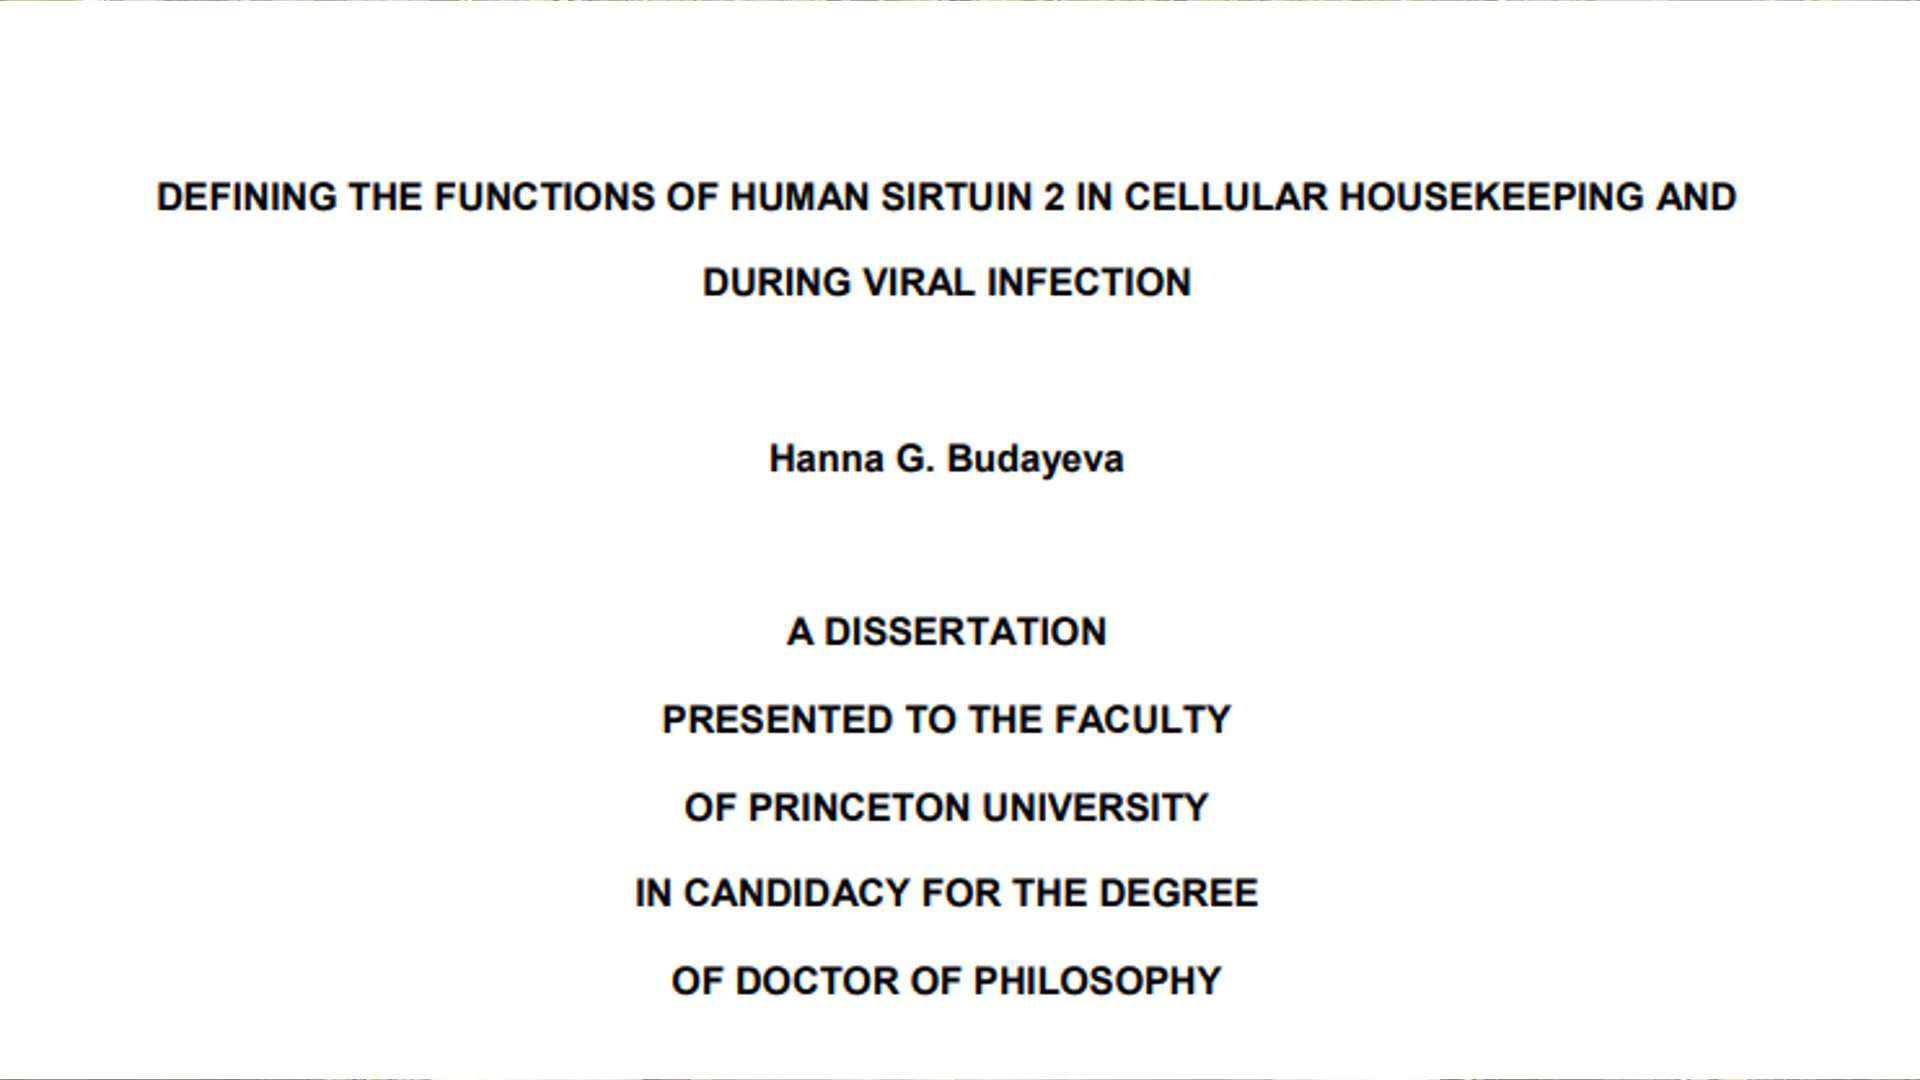 DEFINING THE FUNCTIONS OF HUMAN SIRTUIN 2 IN CELLULAR HOUSEKEEPING AND
DURING VIRAL INFECTION
Hanna G. Budayeva
A DISSERTATION
PRESENTED TO THE FACULTY
OF PRINCETON UNIVERSITY
IN CANDIDACY FOR THE DEGREE
OF DOCTOR OF PHILOSOPHY